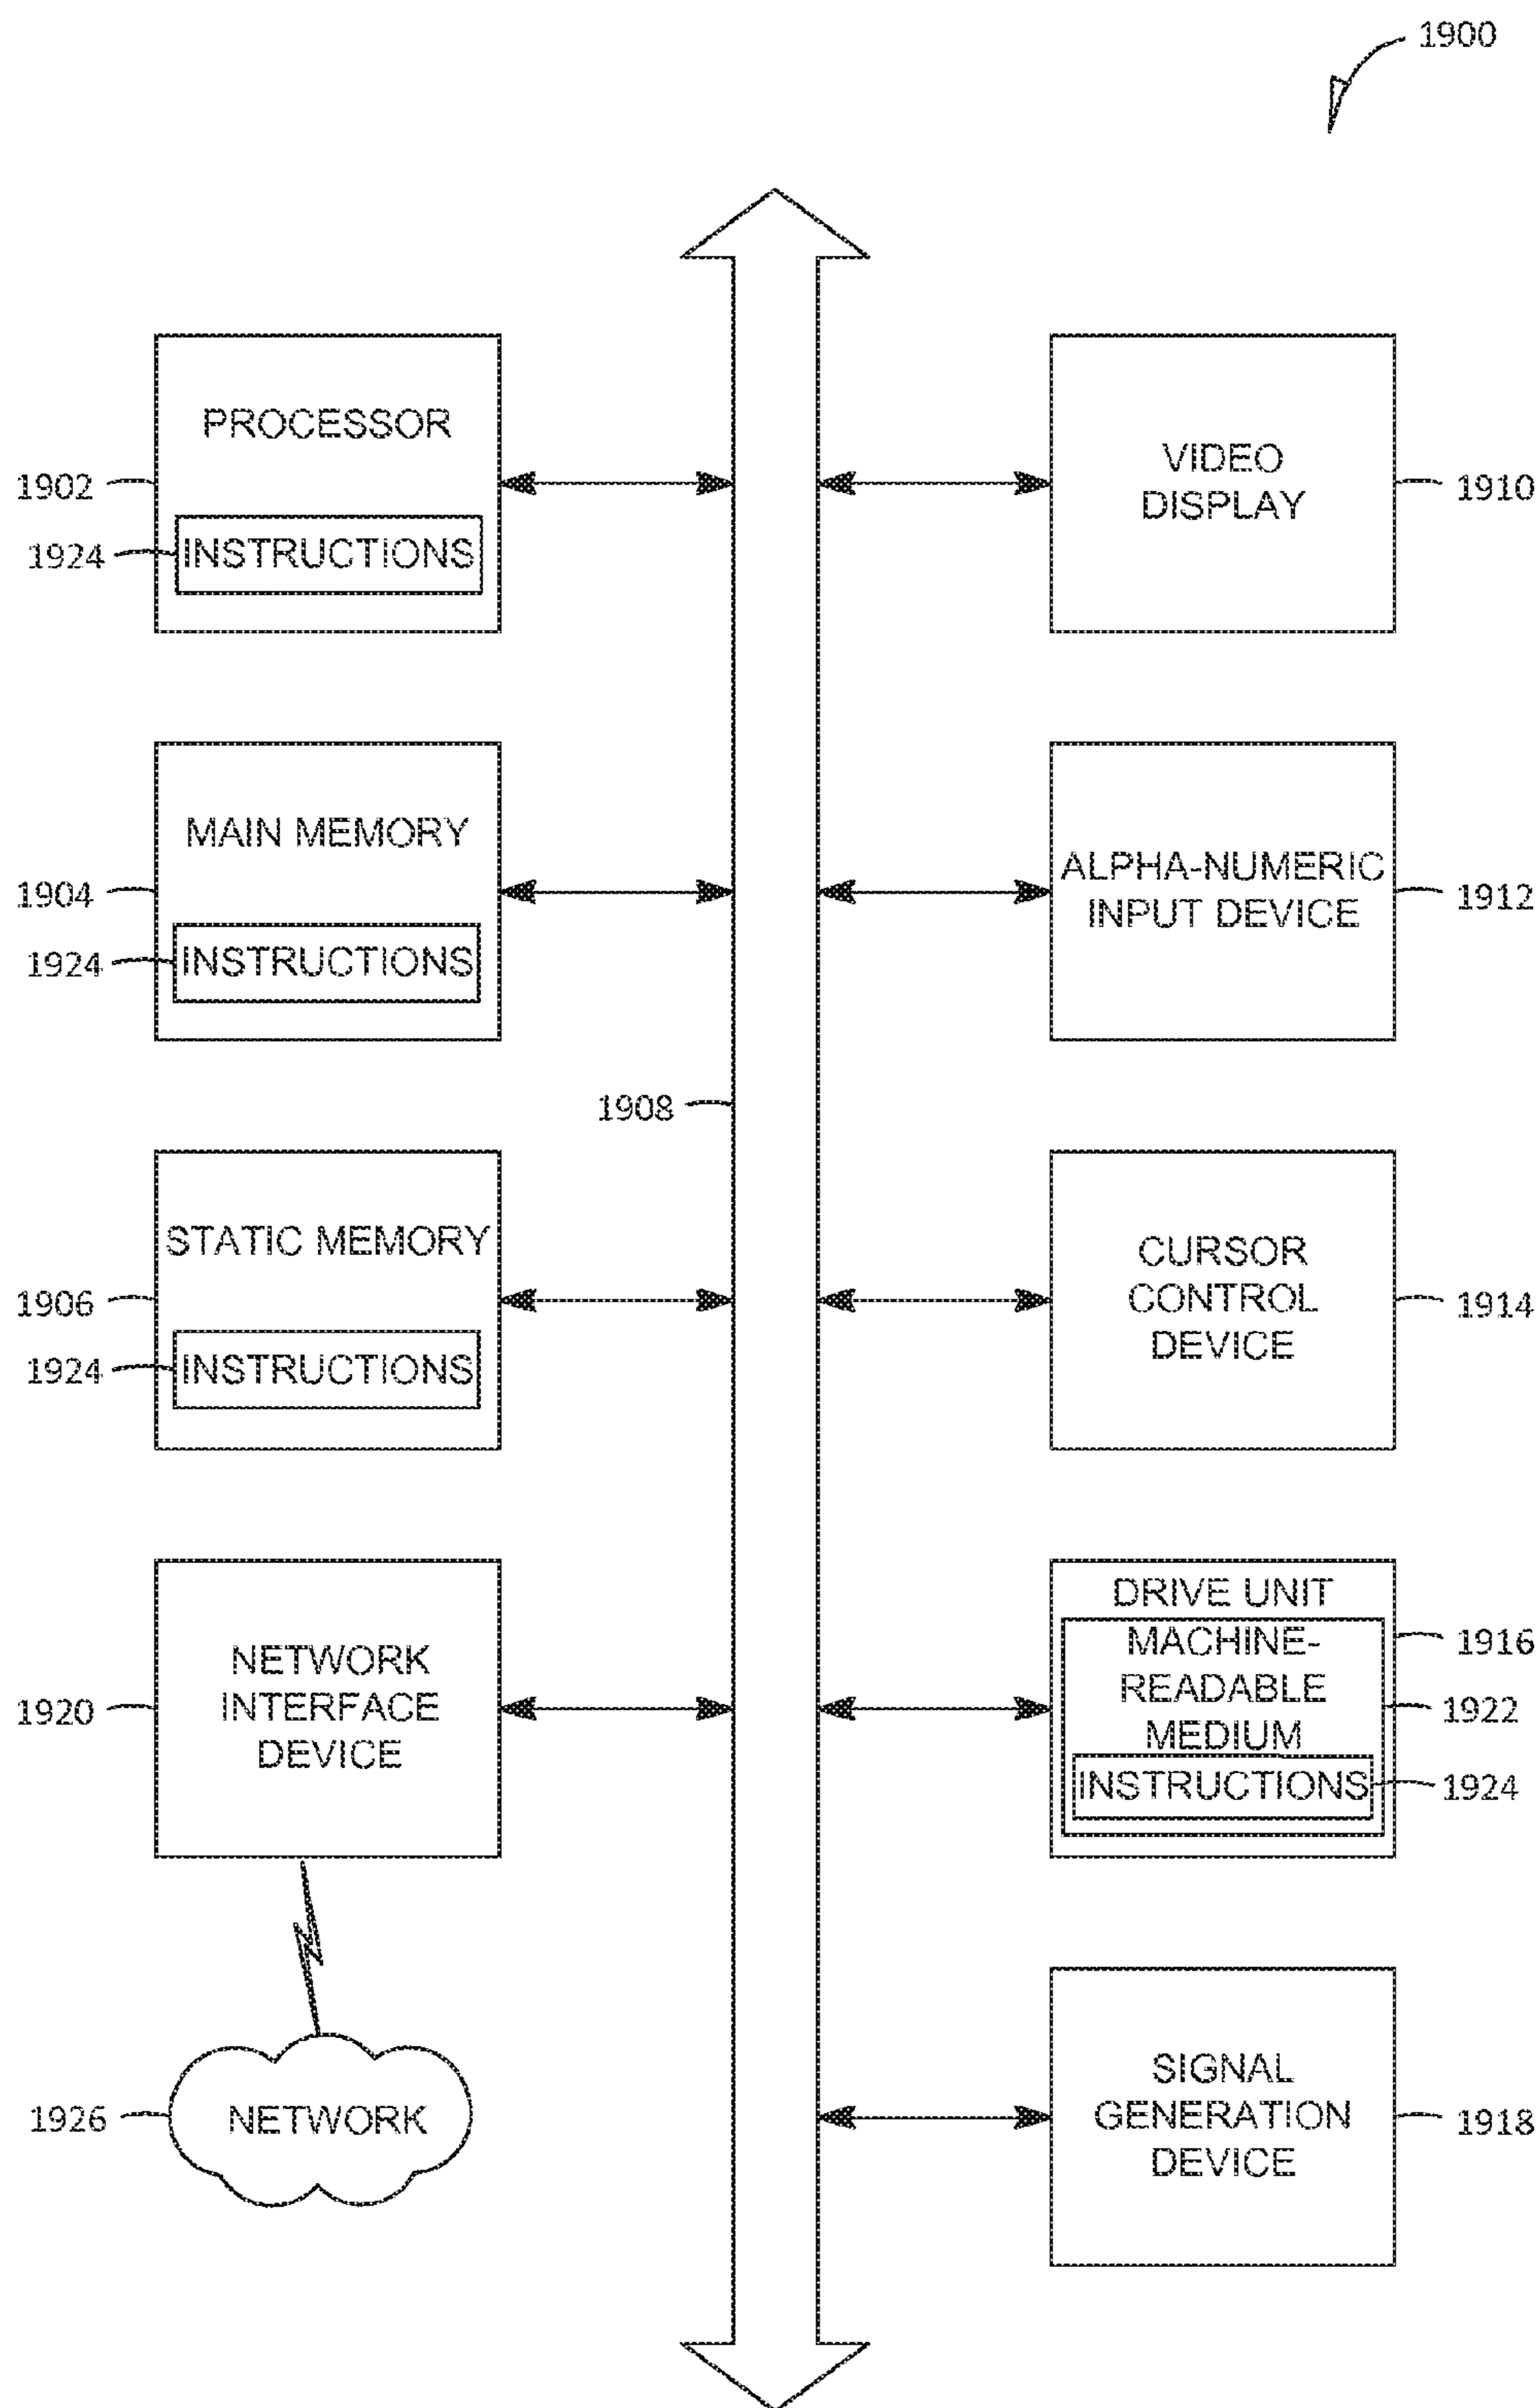 1900
PROCESSOR
1902
1924
INSTRUCTIONS
VIDEO
DISPLAY
1910
MAIN MEMORY
1904
1924
INSTRUCTIONS
ALPHA-NUMERIC
INPUT DEVICE
1912
1908
STATIC MEMORY
1906
1924
INSTRUCTIONS
CURSOR
CONTROL
DEVICE
1914
NETWORK
INTERFACE
DEVICE
1920
DRIVE UNIT
1916
MACHINE-
READABLE
MEDIUM
1922
INSTRUCTIONS
1924
1926
NETWORK
SIGNAL
GENERATION
DEVICE
1918